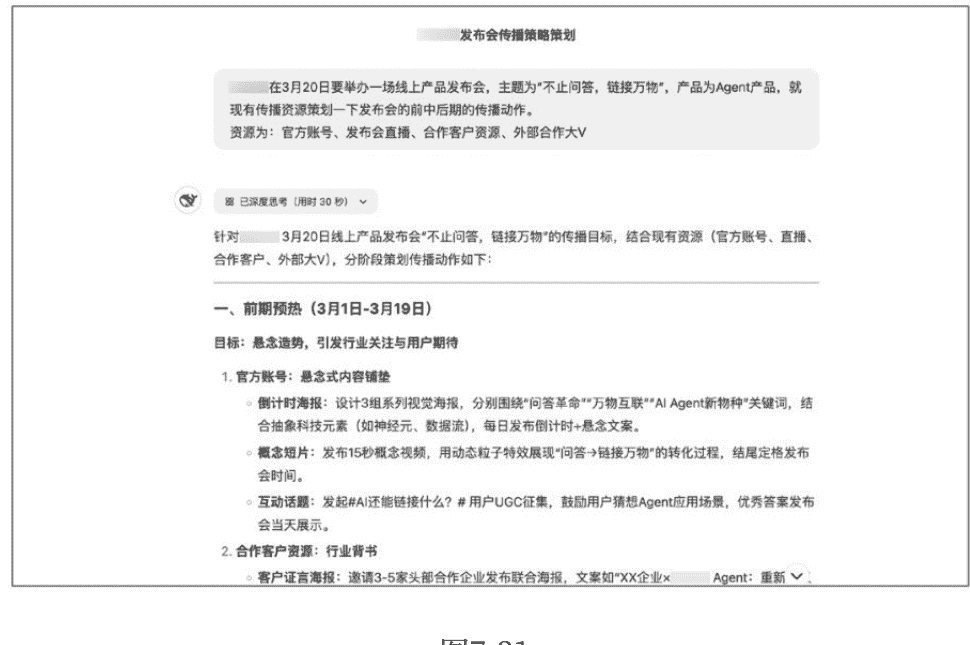 发布会传播策略策划
在3月20日要举办一场线上产品发布会，主题为“不止问答，链接万物”，产品为Agent产品，就
现有传播资源策划一下发布会的前中后期的传播动作。
资源为：官方账号、发布会直播、合作客户资源、外部合作大V
已深度思考（用时 30 秒）
针对 3月20日线上产品发布会“不止问答，链接万物”的传播目标，结合现有资源（官方账号、直播、
合作客户、外部大V），分阶段策划传播动作如下：
一、前期预热（3月1日-3月19日）
目标：悬念造势，引发行业关注与用户期待
1. 官方账号：悬念式内容铺垫
◦ 倒计时海报：设计3组系列视觉海报，分别围绕“问答革命”“万物互联”“AI Agent新物种”关键词，结
合抽象科技元素（如神经元、数据流），每日发布倒计时+悬念文案。
◦ 概念短片：发布15秒概念视频，用动态粒子特效展现“问答→链接万物”的转化过程，结尾定格发布
会时间。
◦ 互动话题：发起#AI还能链接什么？# 用户UGC征集，鼓励用户猜想Agent应用场景，优秀答案发布
会当天展示。
2. 合作客户资源：行业背书
◦ 客户证言海报：邀请3-5家头部合作企业发布联合海报，文案如“XX企业× Agent：重新